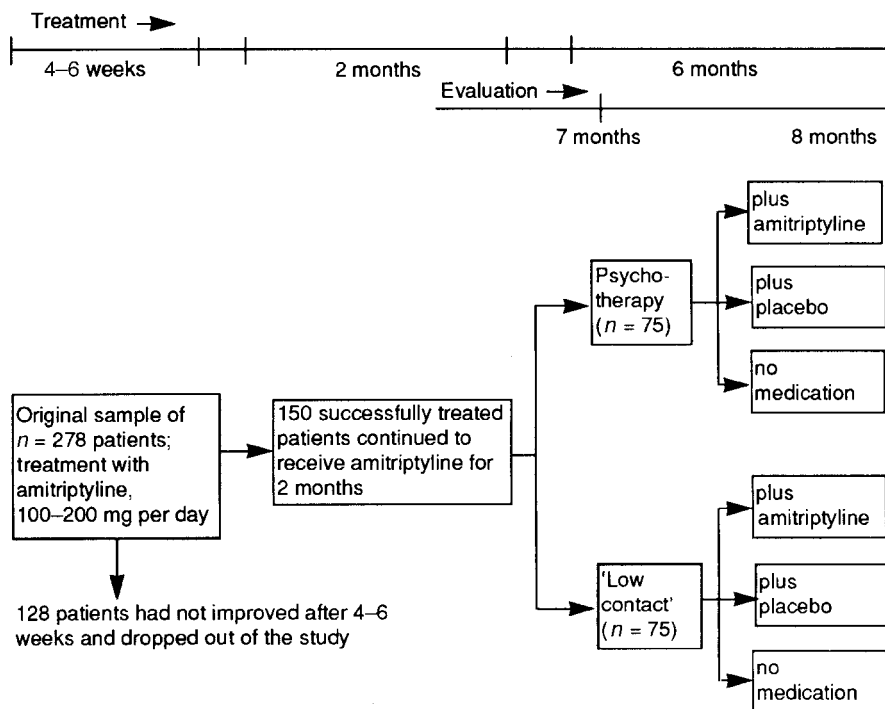 Treatment
4–6 weeks
2 months
6 months
Evaluation
7 months
8 months
Original sample of
n = 278 patients;
treatment with
amitriptyline,
100–200 mg per day
128 patients had not improved after 4–6
weeks and dropped out of the study
150 successfully treated
patients continued to
receive amitriptyline for
2 months
Psycho-
therapy
(n = 75)
plus
amitriptyline
plus
placebo
no
medication
'Low
contact'
(n = 75)
plus
amitriptyline
plus
placebo
no
medication